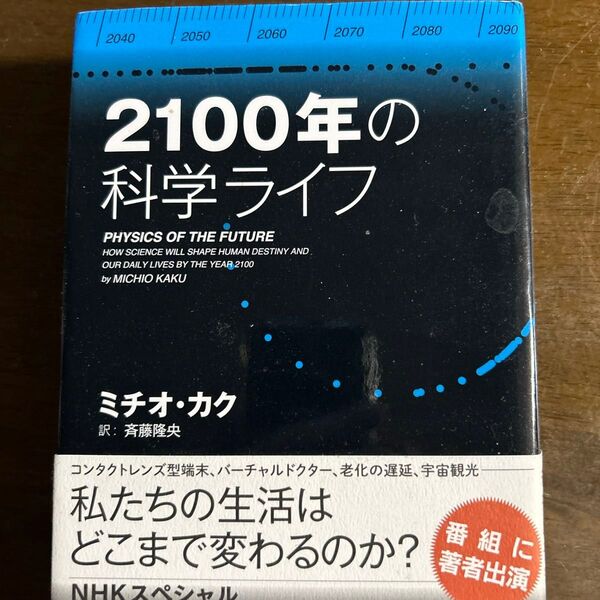 2040 2050 2060 2070 2080 2090
2100年の
科学ライフ
PHYSICS OF THE FUTURE
HOW SCIENCE WILL SHAPE HUMAN DESTINY AND
OUR DAILY LIVES BY THE YEAR 2100
by MICHIO KAKU
ミチオ・カク
訳：斉藤隆央
コンタクトレンズ型端末、バーチャルドクター、老化の遅延、宇宙観光
私たちの生活は
どこまで変わるのか?
番組に
著者出演
NHKスペシャル